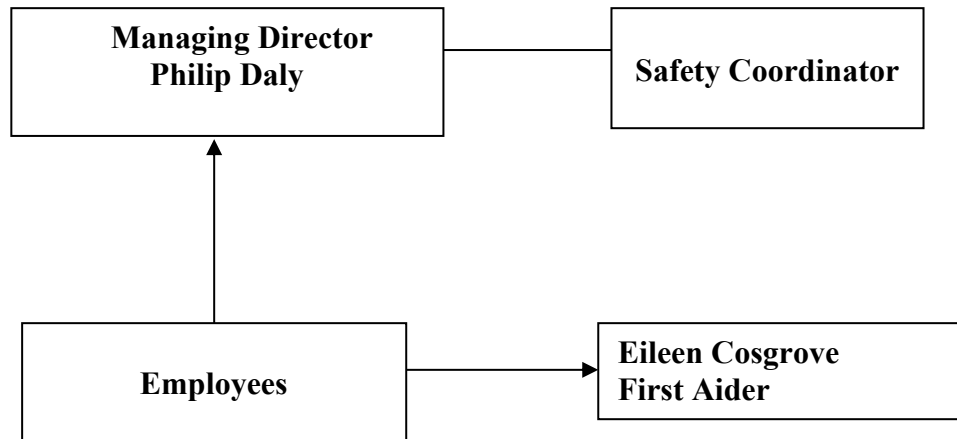 Managing Director
Philip Daly
Safety Coordinator
Employees
Eileen Cosgrove
First Aider